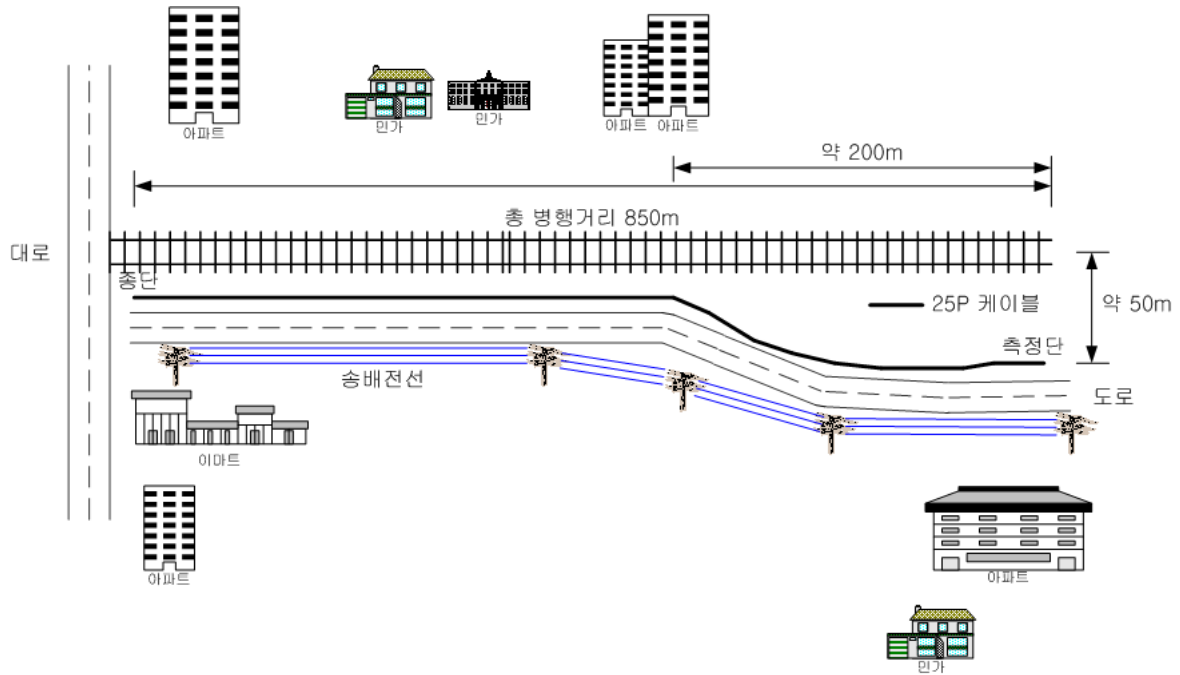 아파트
민가
민가
아파트
아파트
약 200m
총 병행거리 850m
대로
종단
25P 케이블
약 50m
측정단
송배전선
도로
이마트
아파트
아파트
민가